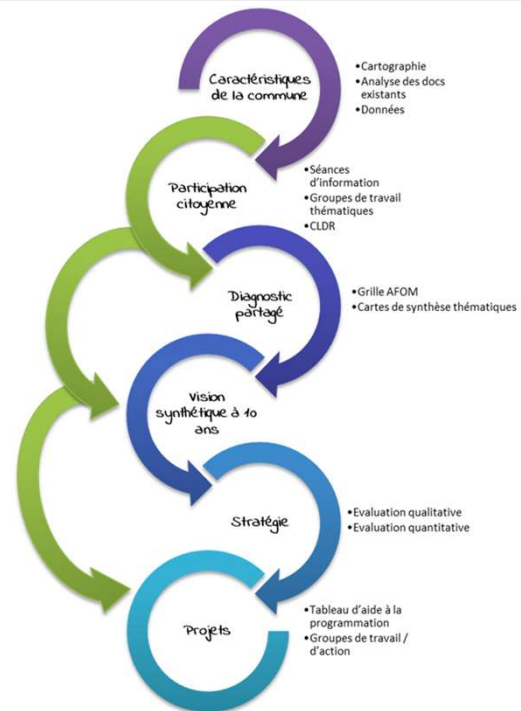 Caractéristiques
de la commune
•Cartographie
•Analyse des docs
existants
•Données
Participation
citoyenne
•Séances
d'information
•Groupes de travail
thématiques
•CLDR
Diagnostic
partagé
•Grille AFOM
•Cartes de synthèse thématiques
Vision
synthétique à 10
ans
Stratégie
•Evaluation qualitative
•Evaluation quantitative
Projets
•Tableau d'aide à la
programmation
•Groupes de travail /
d'action